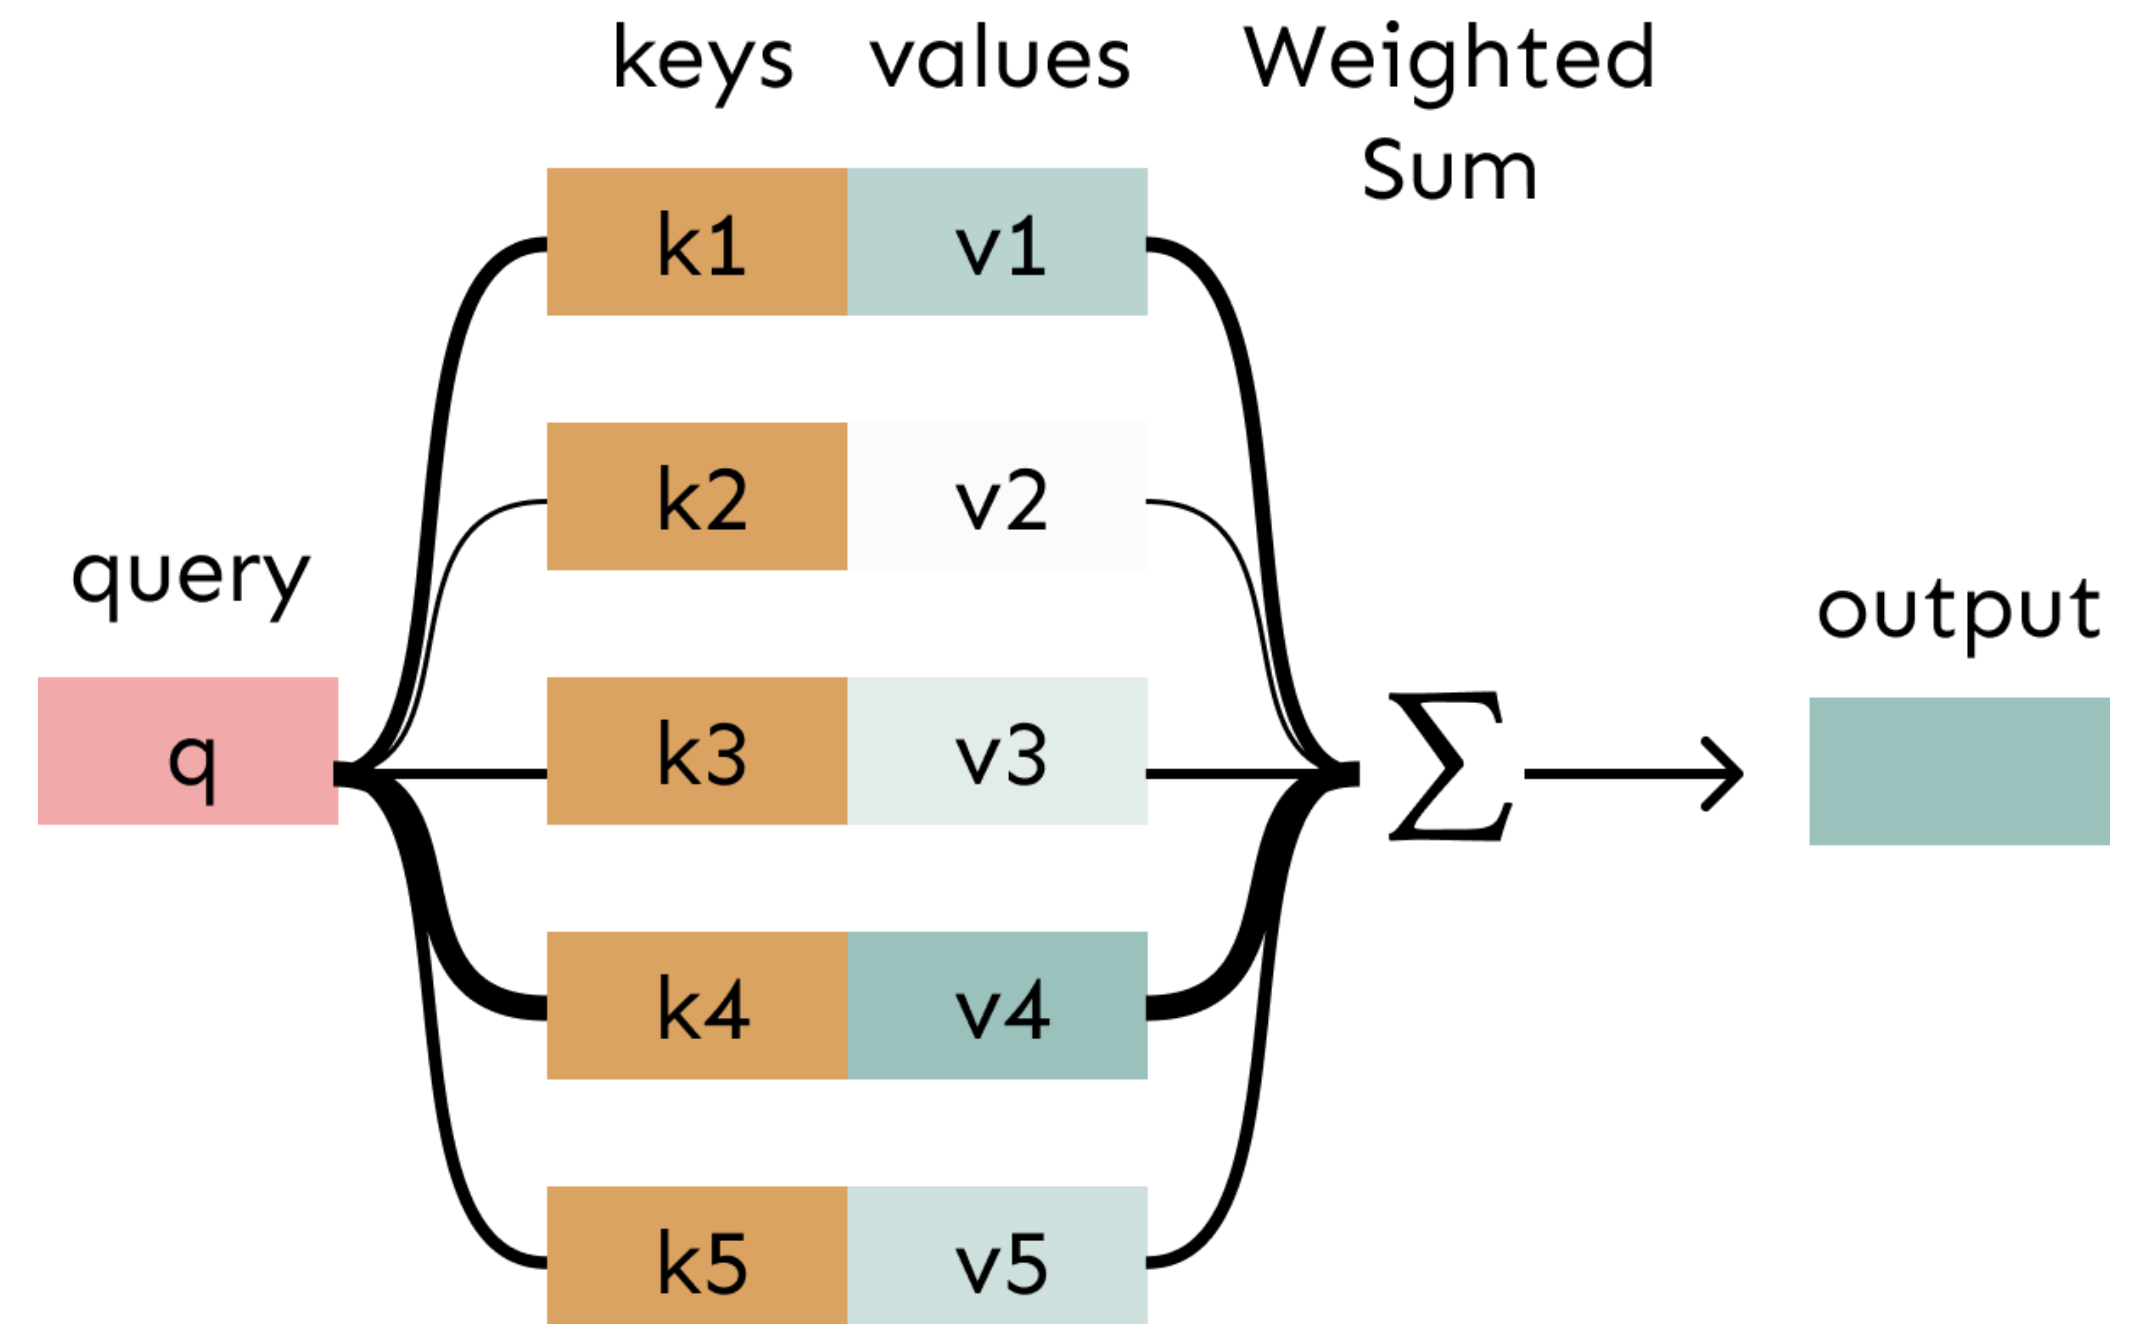 keys values Weighted
Sum
k1 v1
k2 v2
query
output
q k3 v3 ∑
k4 v4
k5 v5